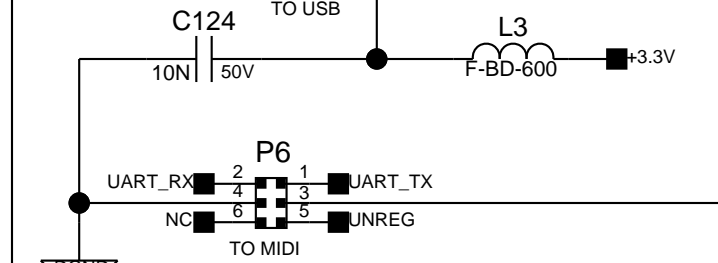 TO USB
C124
10N
50V
L3
F-BD-600
+3.3V
P6
UART_RX
2
1
UART_TX
4
3
NC
6
5
UNREG
TO MIDI